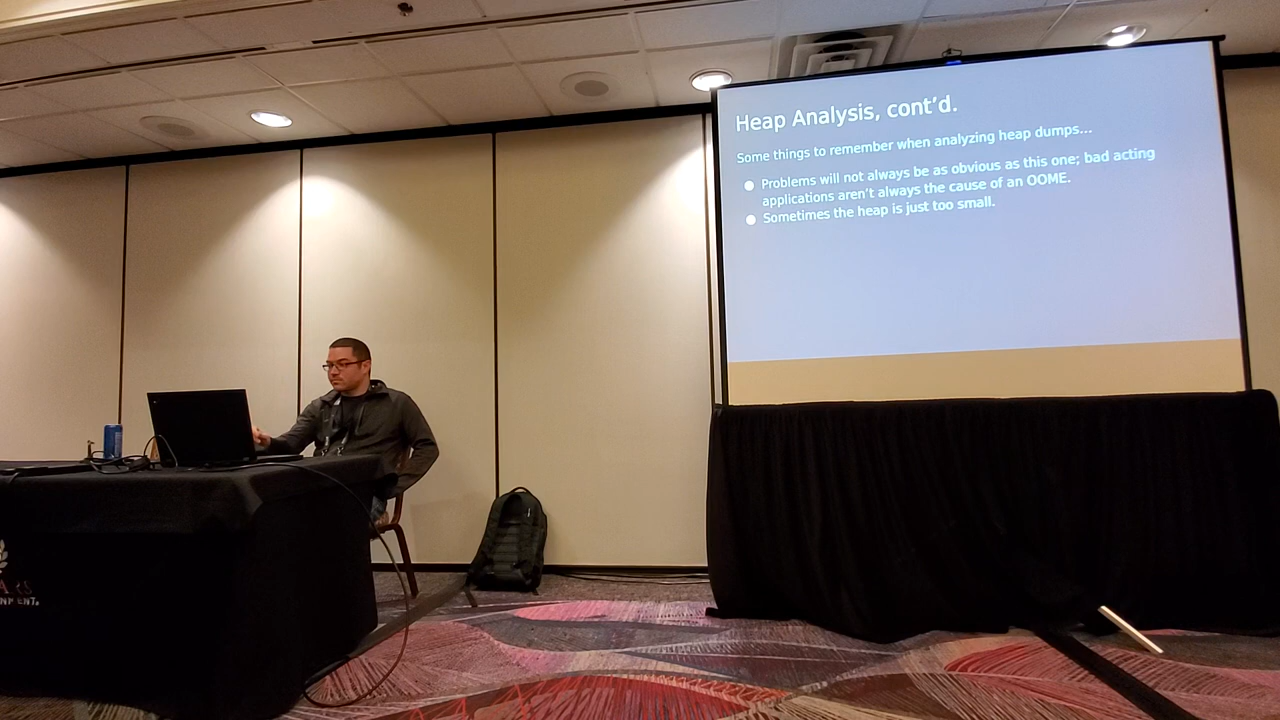 Heap Analysis, cont'd.
Some things to remember when analyzing heap dumps...
Problems will not always be as obvious as this one; bad acting
applications aren't always the cause of an OOME.
Sometimes the heap is just too small.